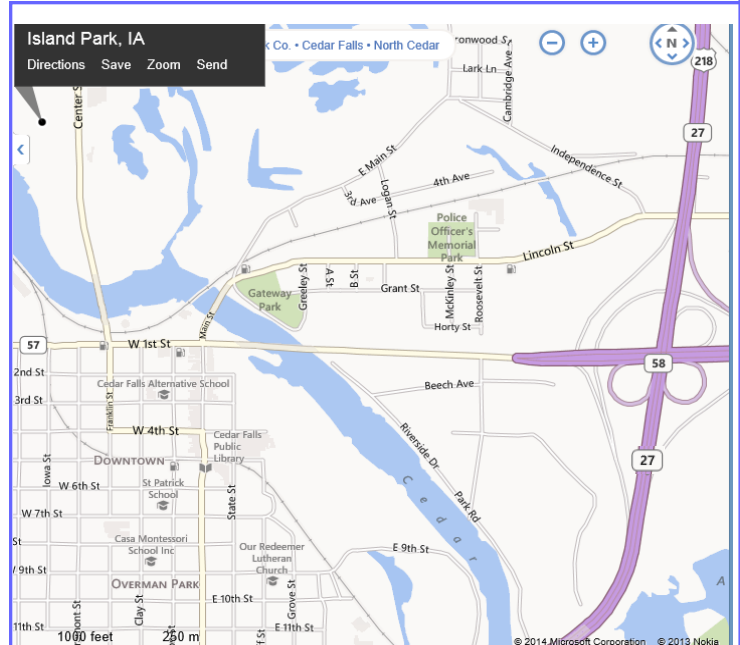 Island Park, IA
Directions Save Zoom Send
k Co. • Cedar Falls • North Cedar
ronwood S
Lark Ln
Cambridge Ave
Center S
N
218
27
E Main St
Independence St
4th Ave
3rd Ave
Logan St
Police
Officer's
Memorial
Park
Lincoln St
Greeley St
A St
B St
Grant St
McKinley St
Roosevelt St
Gateway
Park
Main St
Horty St
57
W 1st St
58
2nd St
Cedar Falls Alternative School
Beech Ave
3rd St
Franklin St
W 4th St
Cedar Falls
Public
Library
Riverside Dr
DOWNTOWN
27
Iowa St
W 6th St
St Patrick
School
State St
Cedar
Park Rd
W 7th St
St
Casa Montessori
School Inc
Our Redeemer
Lutheran
Church
E 9th St
/ 9th St
OVERMAN PARK
A
Clay St
E 10th St
Grove St
11th St
mont St
ost St
f St
E 11th St
1000 feet 250 m
© 2014 Microsoft Corporation © 2013 Nokia